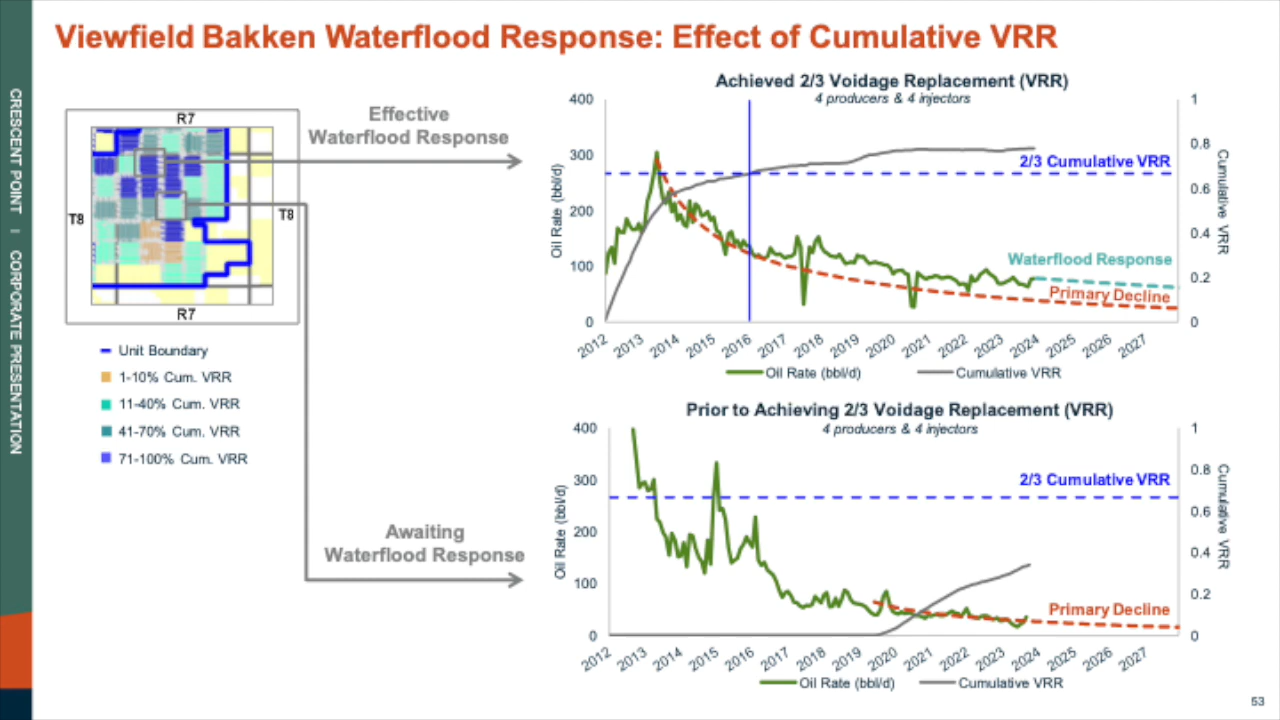 Viewfield Bakken Waterflood Response: Effect of Cumulative VRR
CRESCENT POINT I CORPORATE PRESENTATION
R7
T8
T8
R7
Unit Boundary
1-10% Cum. VRR
11-40% Cum. VRR
41-70% Cum. VRR
71-100% Cum. VRR
Effective
Waterflood Response
Awaiting
Waterflood Response
Achieved 2/3 Voidage Replacement (VRR)
4 producers & 4 injectors
400
300
200
100
0
Oil Rate (bbl/d)
1
0.8
0.6
0.4
0.2
0
Cumulative VRR
2/3 Cumulative VRR
Waterflood Response
Primary Decline
2012 2013 2014 2015 2016 2017 2018 2019 2020 2021 2022 2023 2024 2025 2026 2027
Oil Rate (bbl/d) Cumulative VRR
Prior to Achieving 2/3 Voidage Replacement (VRR)
4 producers & 4 injectors
400
300
200
100
0
Oil Rate (bbl/d)
1
0.8
0.6
0.4
0.2
0
Cumulative VRR
2/3 Cumulative VRR
Primary Decline
2012 2013 2014 2015 2016 2017 2018 2019 2020 2021 2022 2023 2024 2025 2026 2027
Oil Rate (bbl/d) Cumulative VRR
53